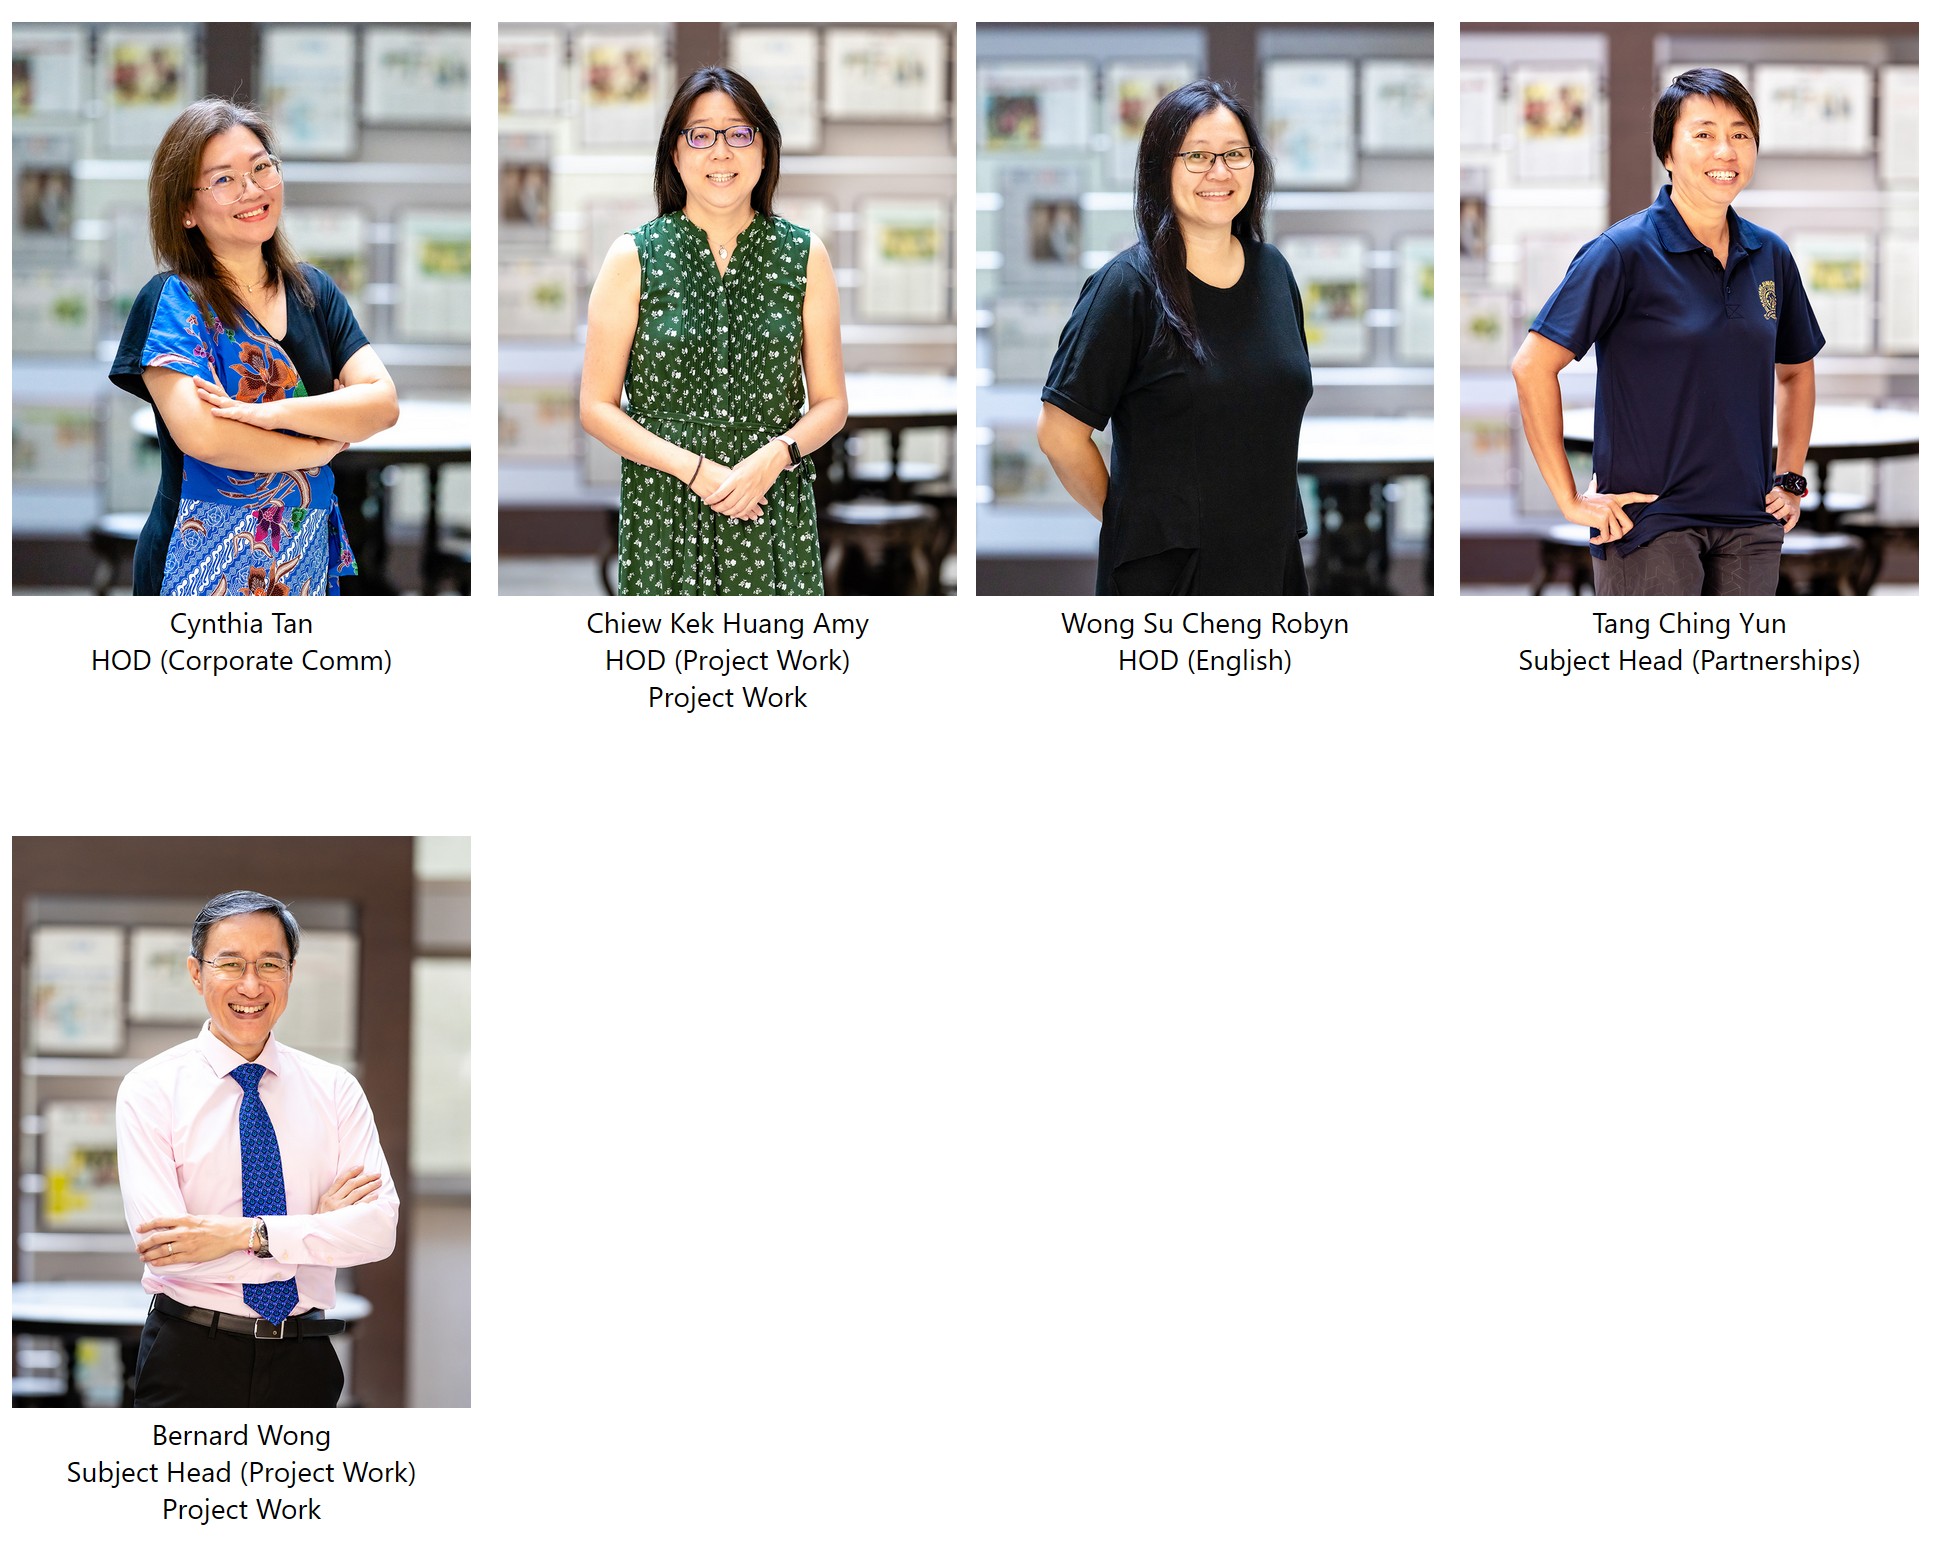 Cynthia Tan
HOD (Corporate Comm)
Chiew Kek Huang Amy
HOD (Project Work)
Project Work
Wong Su Cheng Robyn
HOD (English)
Tang Ching Yun
Subject Head (Partnerships)
Bernard Wong
Subject Head (Project Work)
Project Work